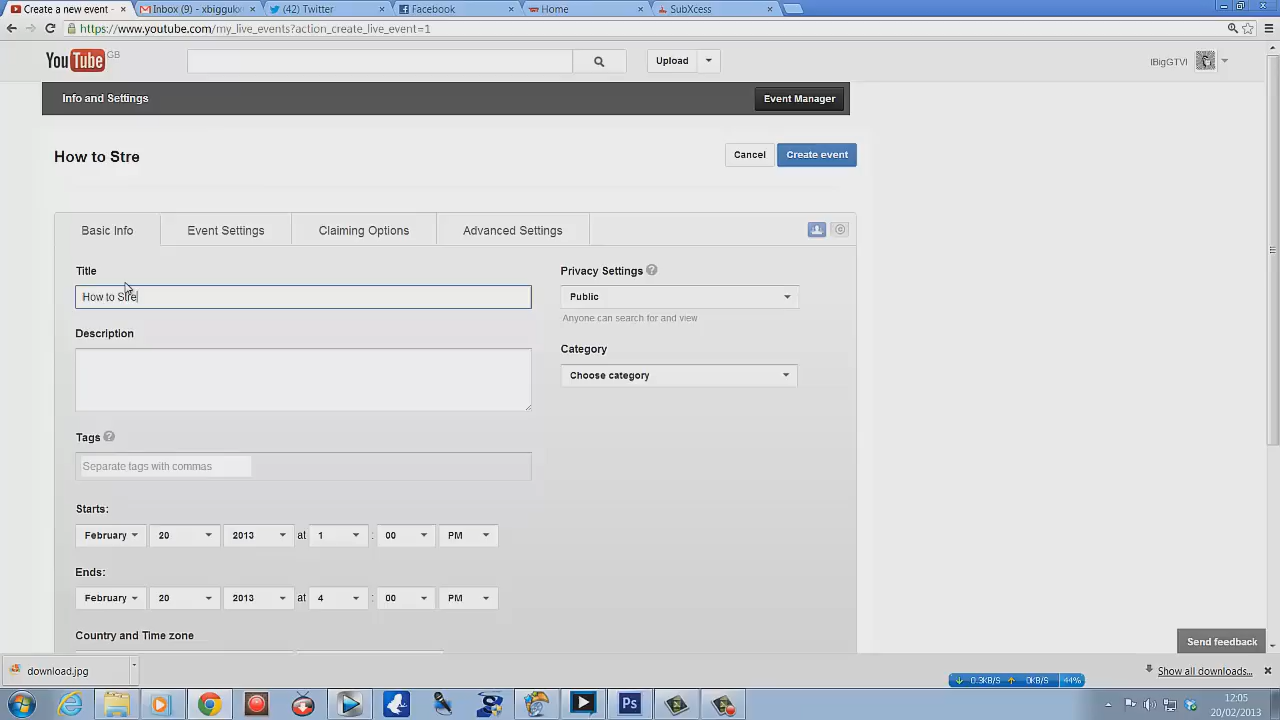 Create a new event - Inbox (9) - xbiggulon (42) Twitter Facebook Home SubXcess
https://www.youtube.com/my_live_events?action_create_live_event=1
YouTube GB Upload IBigGTVI
Info and Settings Event Manager
How to Stre Cancel Create event
Basic Info Event Settings Claiming Options Advanced Settings
Title Privacy Settings ?
How to Stre Public
Anyone can search for and view
Description Category
Choose category
Tags ?
Separate tags with commas
Starts:
February 20 2013 at 1 : 00 PM
Ends:
February 20 2013 at 4 : 00 PM
Country and Time zone
Send feedback
download.jpg 0.3KB/S 0KB/S 44% Show all downloads...
12:05
20/02/2013